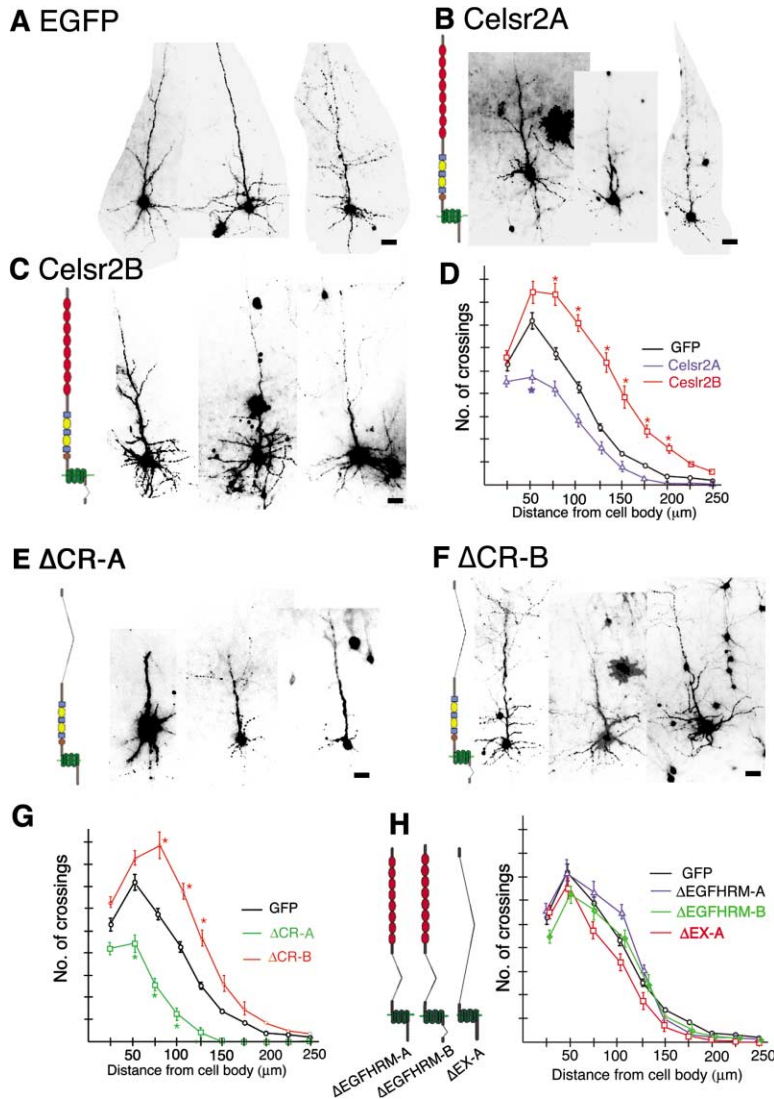 A EGFP
B Celsr2A
C Celsr2B
D
No. of crossings
GFP
Celsr2A
Ceslr2B
*
*
*
*
*
*
*
*
50 100 150 200 250
Distance from cell body (μm)
E ΔCR-A
F ΔCR-B
G
No. of crossings
GFP
ΔCR-A
ΔCR-B
*
*
*
*
*
*
50 100 150 200 250
Distance from cell body (μm)
H
ΔEGFHRM-A
ΔEGFHRM-B
ΔEX-A
No. of crossings
GFP
ΔEGFHRM-A
ΔEGFHRM-B
ΔEX-A
50 100 150 200 250
Distance from cell body (μm)